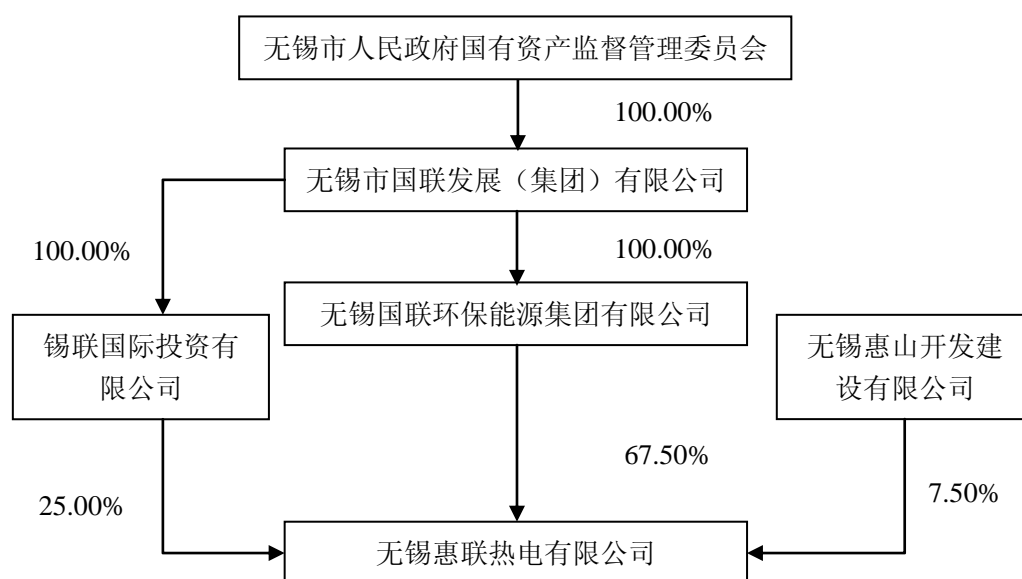 无锡市人民政府国有资产监督管理委员会
100.00%
无锡市国联发展（集团）有限公司
100.00%
100.00%
无锡国联环保能源集团有限公司
锡联国际投资有
限公司
无锡惠山开发建
设有限公司
67.50%
25.00%
7.50%
无锡惠联热电有限公司